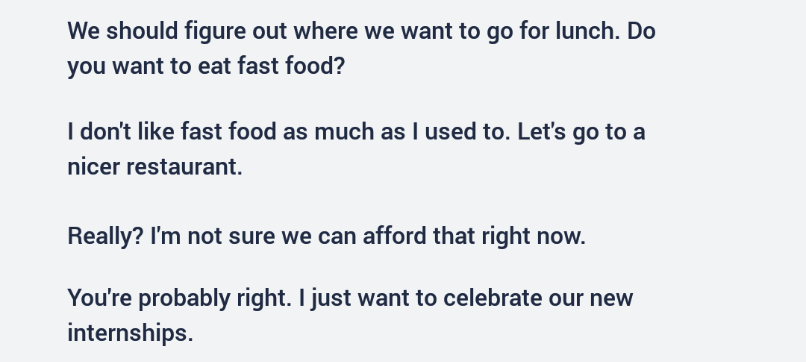 We should figure out where we want to go for lunch. Do
you want to eat fast food?
I don't like fast food as much as I used to. Let's go to a
nicer restaurant.
Really? I'm not sure we can afford that right now.
You're probably right. I just want to celebrate our new
internships.